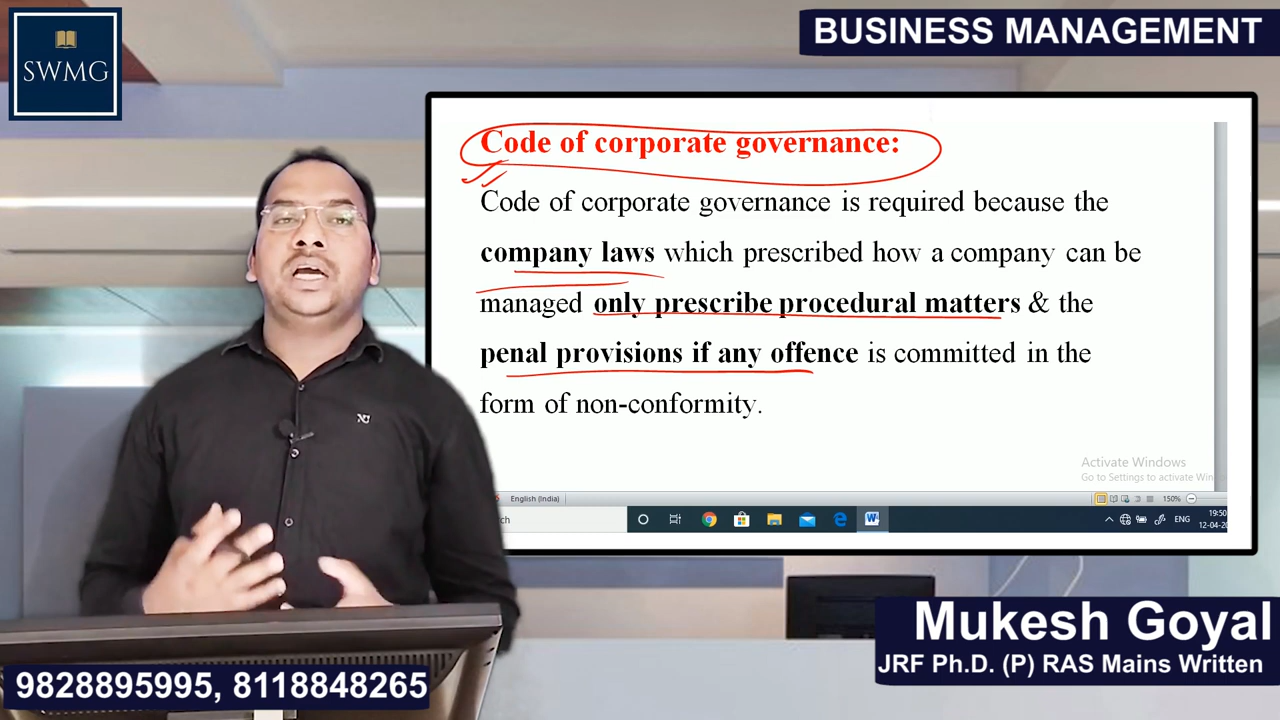 SWMG
BUSINESS MANAGEMENT
Code of corporate governance:
Code of corporate governance is required because the
company laws which prescribed how a company can be
managed only prescribe procedural matters & the
penal provisions if any offence is committed in the
form of non-conformity.
Activate Windows
Go to Settings to activate Win
English (India)
150%
ch
ENG
19:50
12-04-20
Mukesh Goyal
JRF Ph.D. (P) RAS Mains Written
9828895995, 8118848265